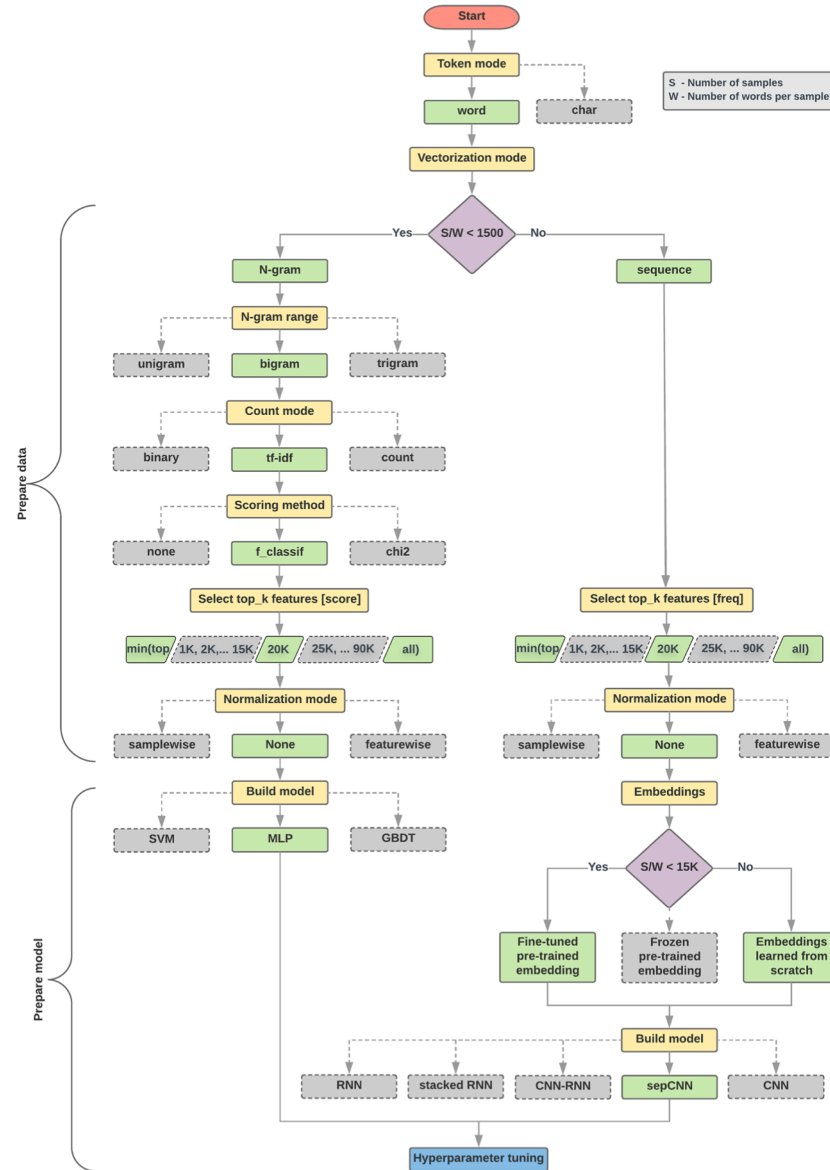 Start
Token mode
S - Number of samples
W - Number of words per sample
word
char
Vectorization mode
S/W < 1500
Yes
No
N-gram
sequence
N-gram range
unigram
bigram
trigram
Count mode
binary
tf-idf
count
Prepare data
Scoring method
none
f_classif
chi2
Select top_k features [score]
Select top_k features [freq]
min(top
1K, 2K,... 15K
20K
25K, ... 90K
all)
min(top
1K, 2K,... 15K
20K
25K, ... 90K
all)
Normalization mode
Normalization mode
samplewise
None
featurewise
samplewise
None
featurewise
Build model
Embeddings
SVM
MLP
GBDT
S/W < 15K
Yes
No
Prepare model
Fine-tuned
pre-trained
embedding
Frozen
pre-trained
embedding
Embeddings
learned from
scratch
Build model
RNN
stacked RNN
CNN-RNN
sepCNN
CNN
Hyperparameter tuning